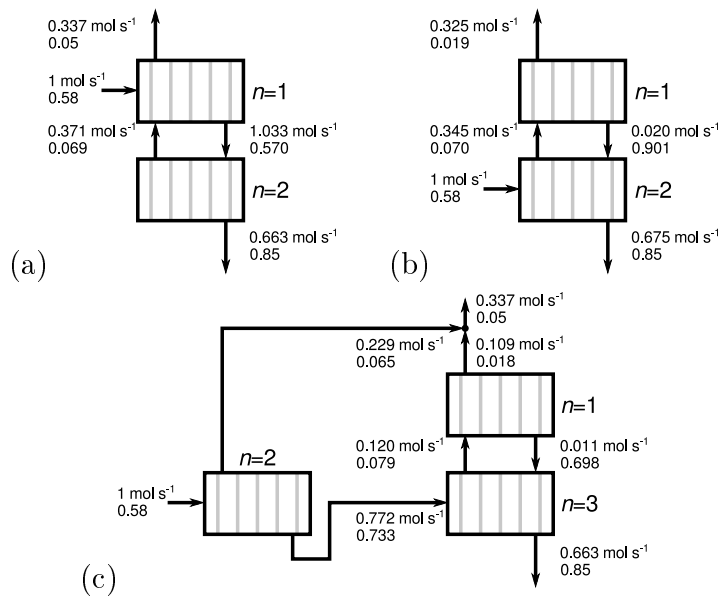 0.337 mol s⁻¹
0.05
1 mol s⁻¹
0.58
n=1
0.371 mol s⁻¹
0.069
1.033 mol s⁻¹
0.570
n=2
0.663 mol s⁻¹
0.85
(a)
0.325 mol s⁻¹
0.019
n=1
0.345 mol s⁻¹
0.070
0.020 mol s⁻¹
0.901
1 mol s⁻¹
0.58
n=2
0.675 mol s⁻¹
0.85
(b)
0.337 mol s⁻¹
0.05
0.229 mol s⁻¹
0.065
0.109 mol s⁻¹
0.018
n=1
n=2
0.120 mol s⁻¹
0.079
0.011 mol s⁻¹
0.698
1 mol s⁻¹
0.58
0.772 mol s⁻¹
0.733
n=3
0.663 mol s⁻¹
0.85
(c)